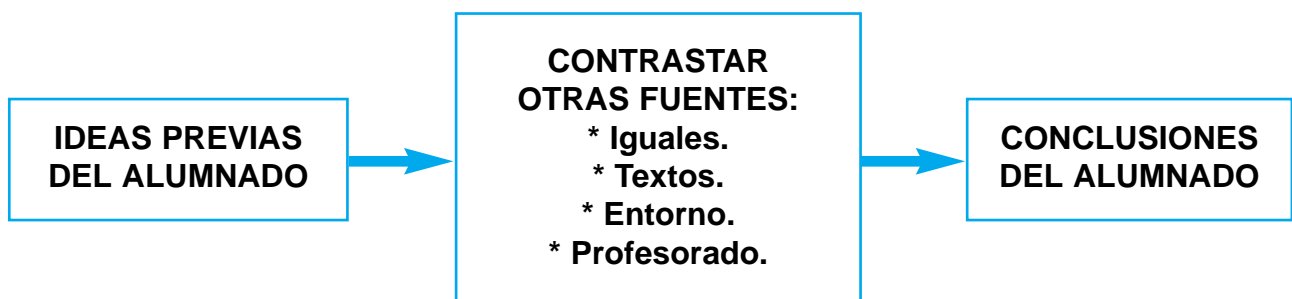 IDEAS PREVIAS
DEL ALUMNADO
CONTRASTAR
OTRAS FUENTES:
* Iguales.
* Textos.
* Entorno.
* Profesorado.
CONCLUSIONES
DEL ALUMNADO